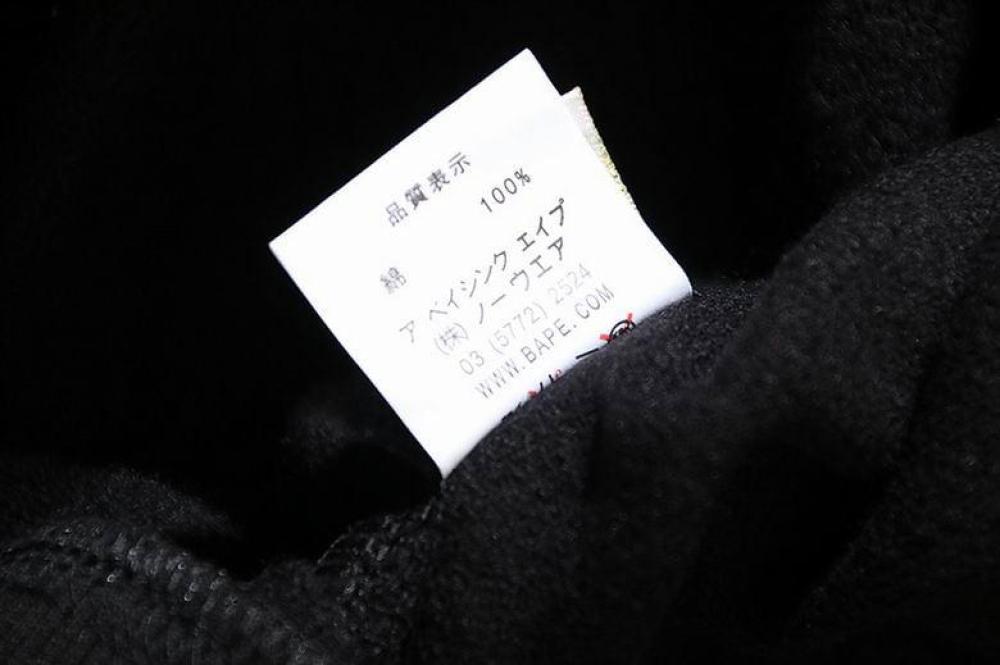 品質表示
綿 100%
ア ベイシング エイプ
(株) ノーウエア
03 (5772) 2524
WWW.BAPE.COM